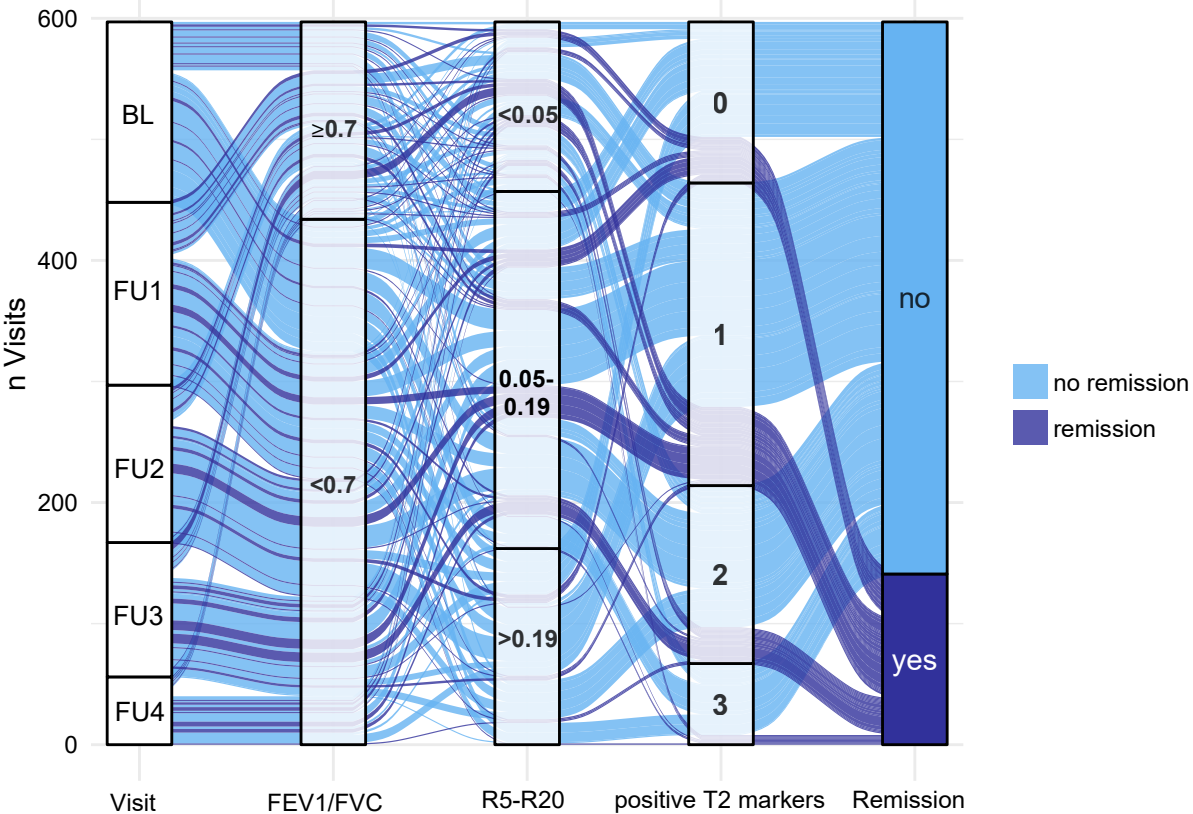 600
400
200
0
n Visits
BL
FU1
FU2
FU3
FU4
≥0.7
<0.7
<0.05
0.05-
0.19
>0.19
0
1
2
3
no
yes
no remission
remission
Visit
FEV1/FVC
R5-R20
positive T2 markers
Remission